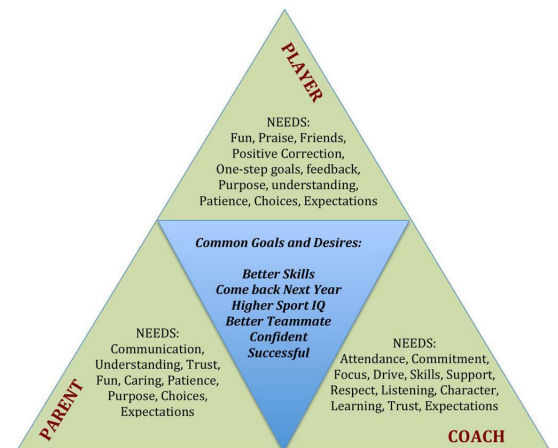 PLAYER
NEEDS:
Fun, Praise, Friends,
Positive Correction,
One-step goals, feedback,
Purpose, understanding,
Patience, Choices, Expectations
Common Goals and Desires:
Better Skills
Come back Next Year
Higher Sport IQ
Better Teammate
Confident
Successful
NEEDS:
Communication,
Understanding, Trust,
Fun, Caring, Patience,
Purpose, Choices,
Expectations
PARENT
NEEDS:
Attendance, Commitment,
Focus, Drive, Skills, Support,
Respect, Listening, Character,
Learning, Trust, Expectations
COACH